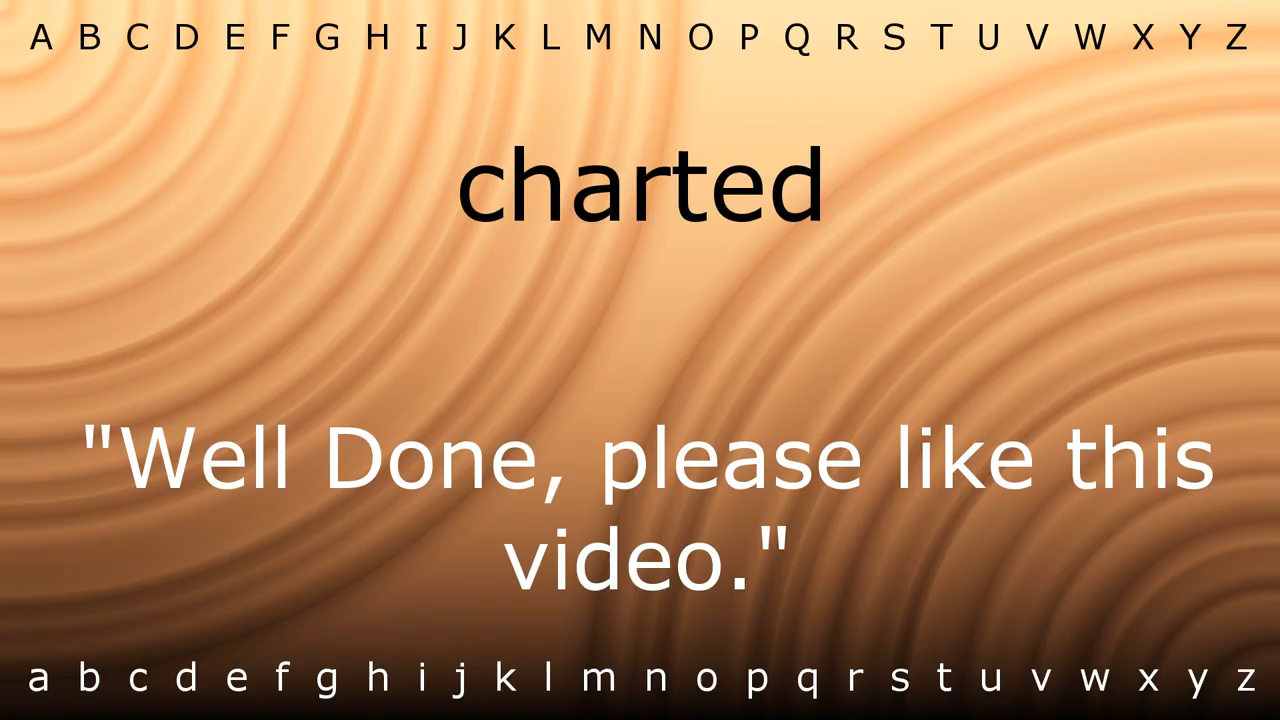 A B C D E F G H I J K L M N O P Q R S T U V W X Y Z
charted
"Well Done, please like this
video."
a b c d e f g h i j k l m n o p q r s t u v w x y z